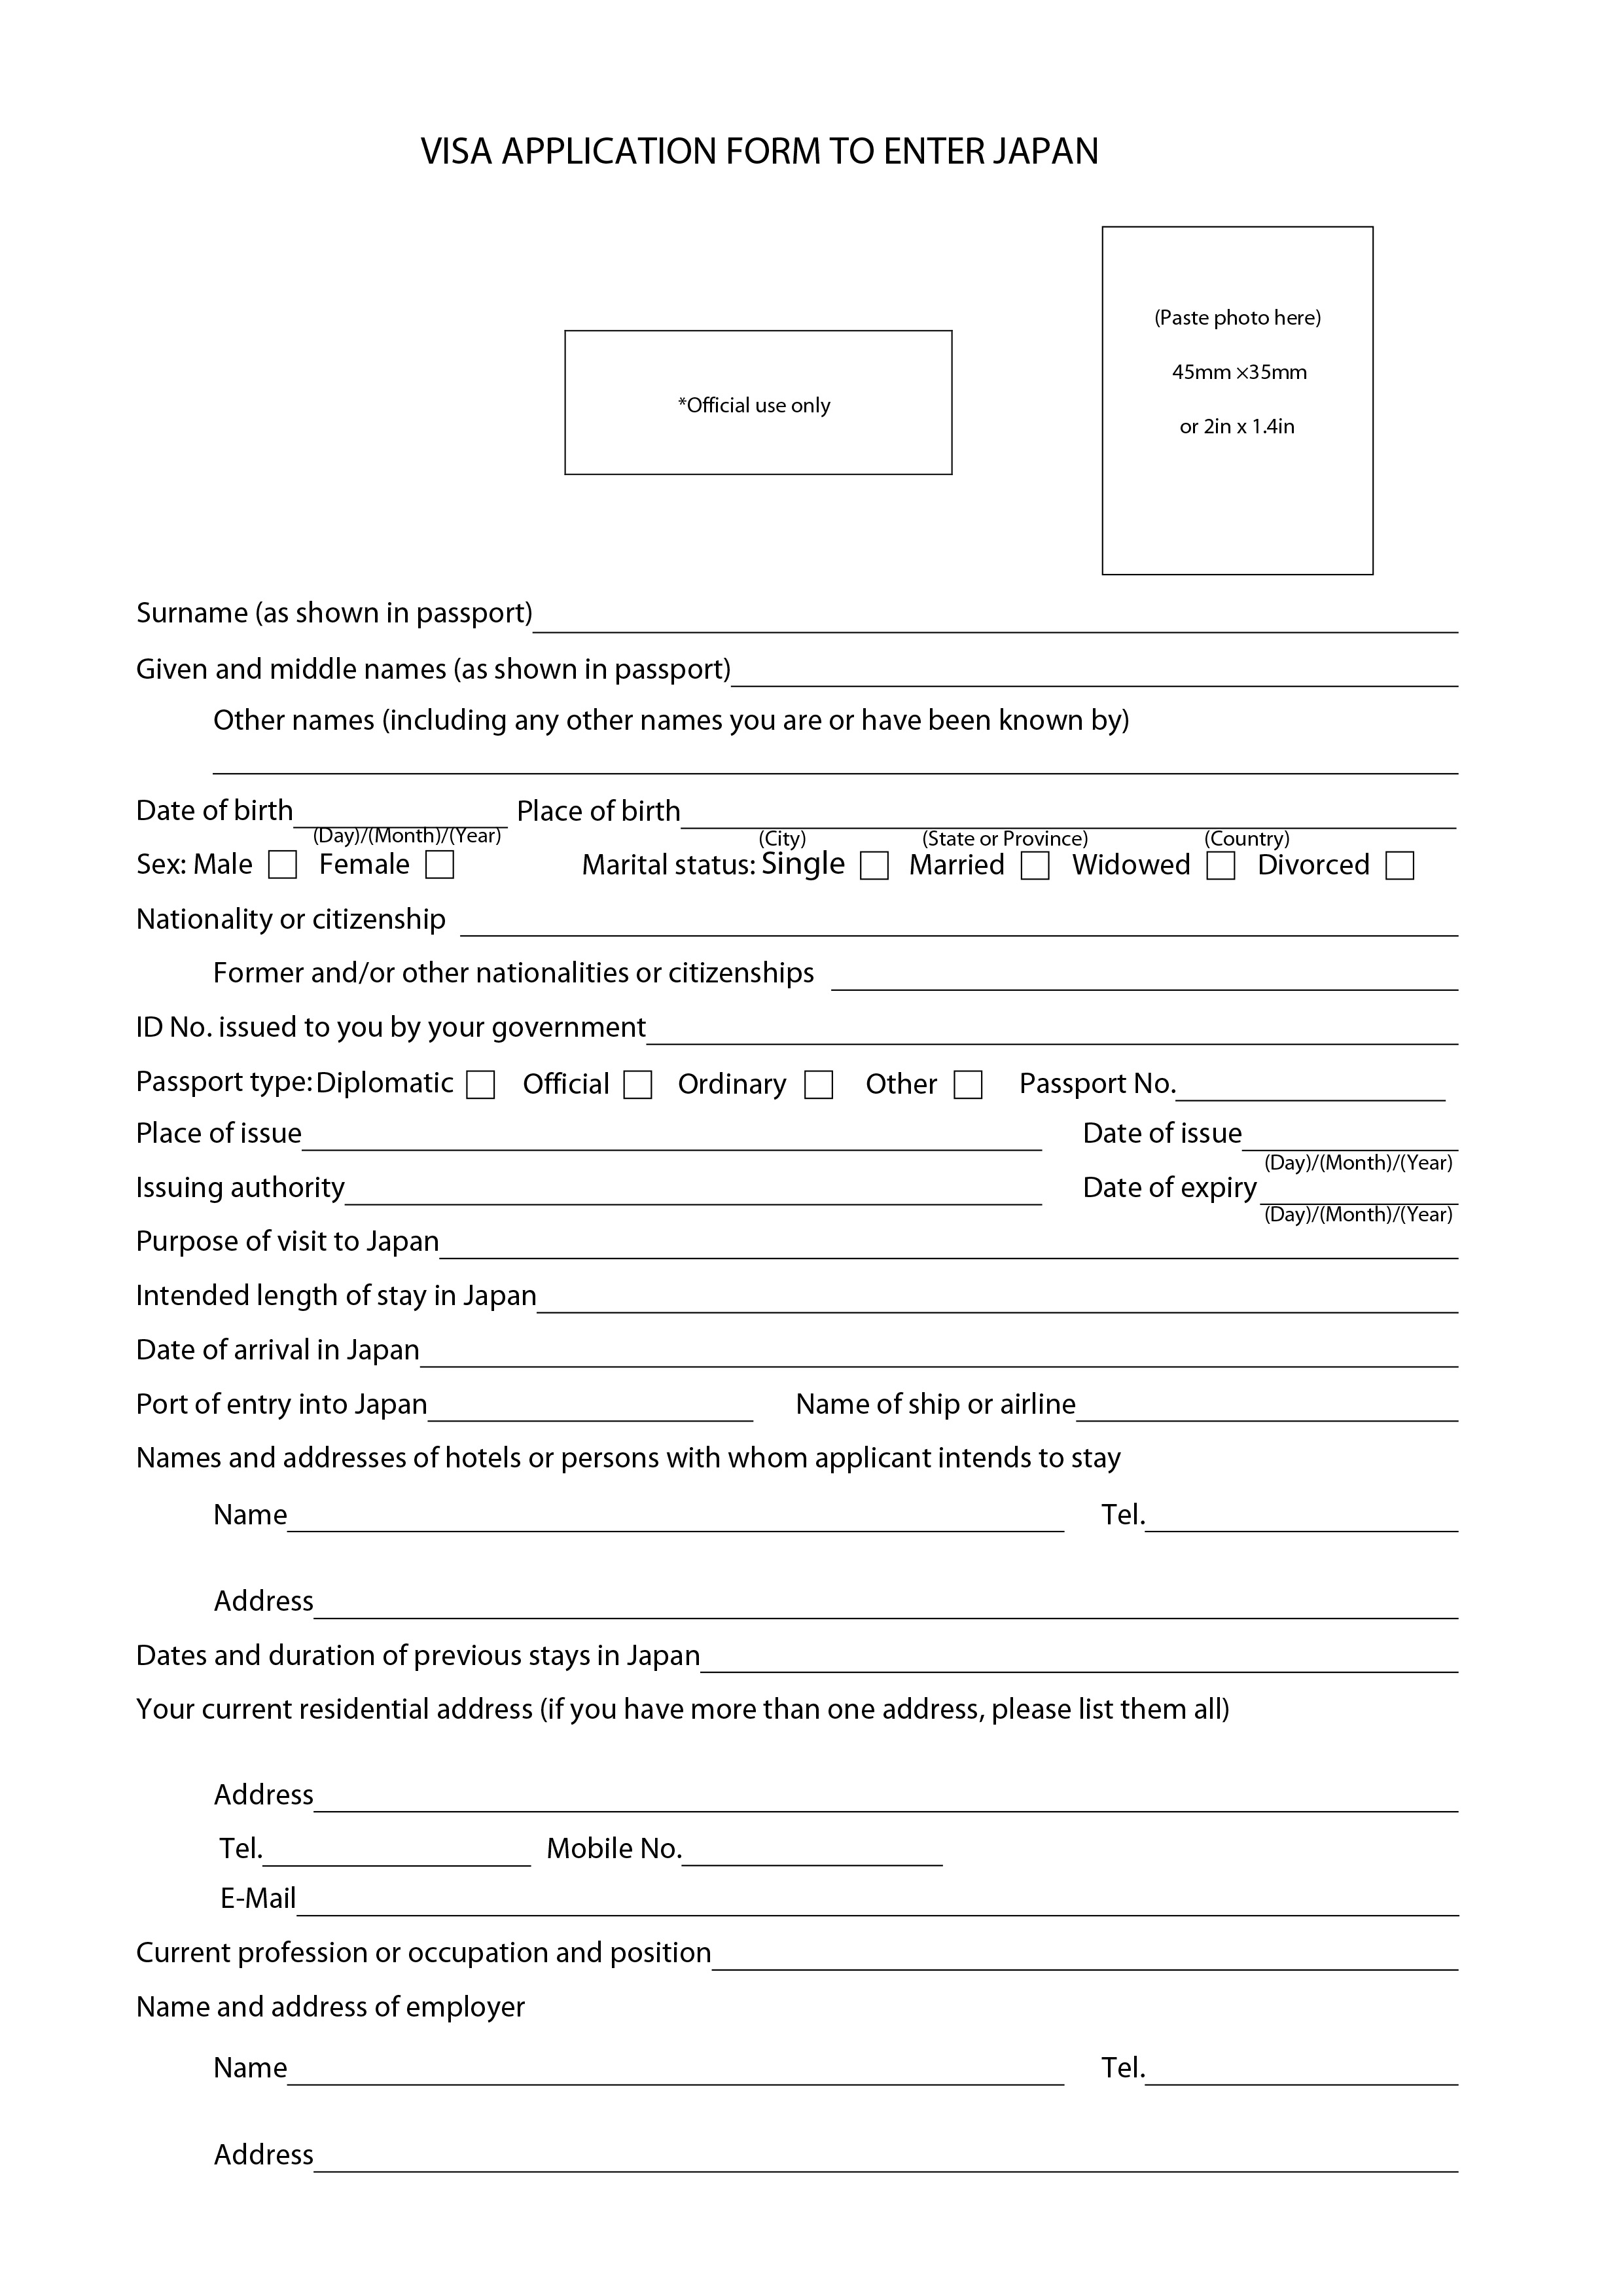 VISA APPLICATION FORM TO ENTER JAPAN
*Official use only
(Paste photo here)
45mm ×35mm
or 2in x 1.4in
Surname (as shown in passport)
Given and middle names (as shown in passport)
Other names (including any other names you are or have been known by)
Date of birth Place of birth
(Day)/(Month)/(Year) (City) (State or Province) (Country)
Sex: Male Female Marital status: Single Married Widowed Divorced
Nationality or citizenship
Former and/or other nationalities or citizenships
ID No. issued to you by your government
Passport type: Diplomatic Official Ordinary Other Passport No.
Place of issue Date of issue
(Day)/(Month)/(Year)
Issuing authority Date of expiry
(Day)/(Month)/(Year)
Purpose of visit to Japan
Intended length of stay in Japan
Date of arrival in Japan
Port of entry into Japan Name of ship or airline
Names and addresses of hotels or persons with whom applicant intends to stay
Name Tel.
Address
Dates and duration of previous stays in Japan
Your current residential address (if you have more than one address, please list them all)
Address
Tel. Mobile No.
E-Mail
Current profession or occupation and position
Name and address of employer
Name Tel.
Address